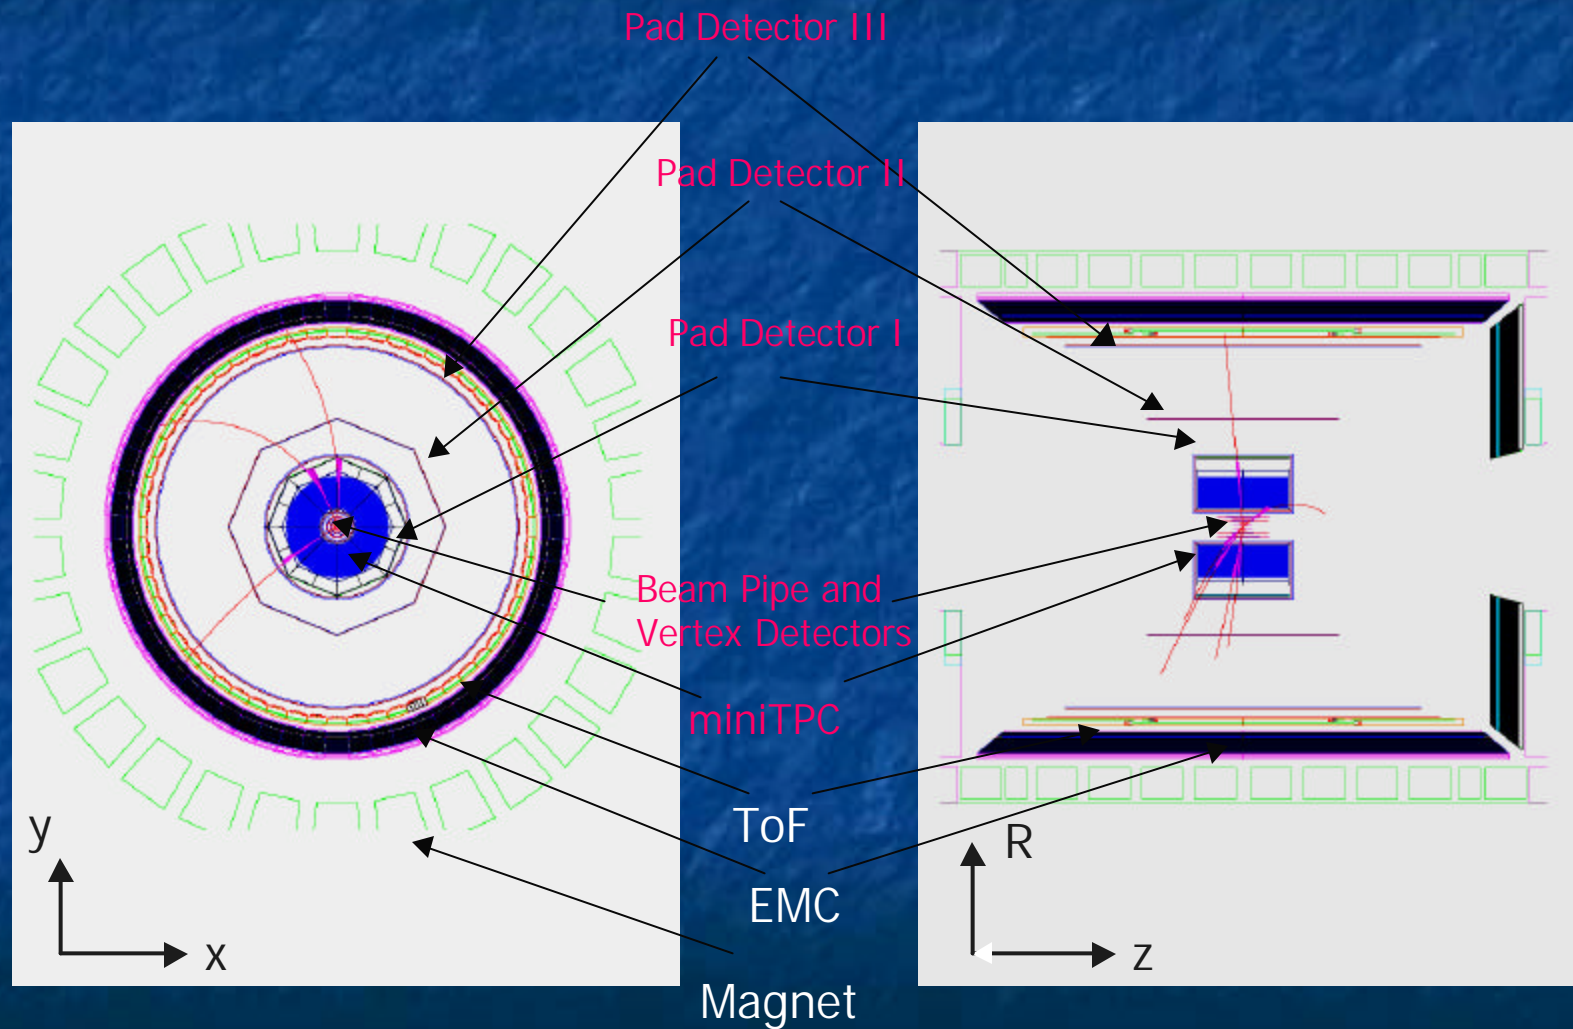 Pad Detector III
Pad Detector II
Pad Detector I
Beam Pipe and
Vertex Detectors
miniTPC
ToF
EMC
Magnet
y
x
R
z